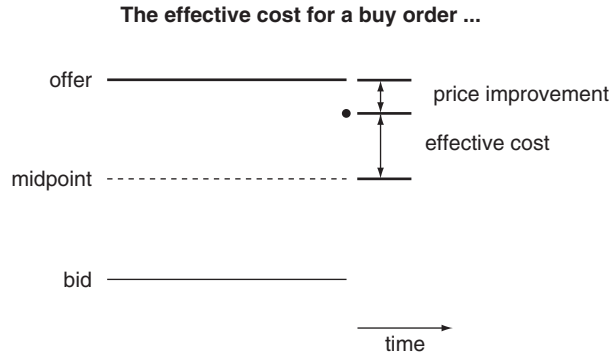 The effective cost for a buy order ...
offer
price improvement
effective cost
midpoint
bid
time